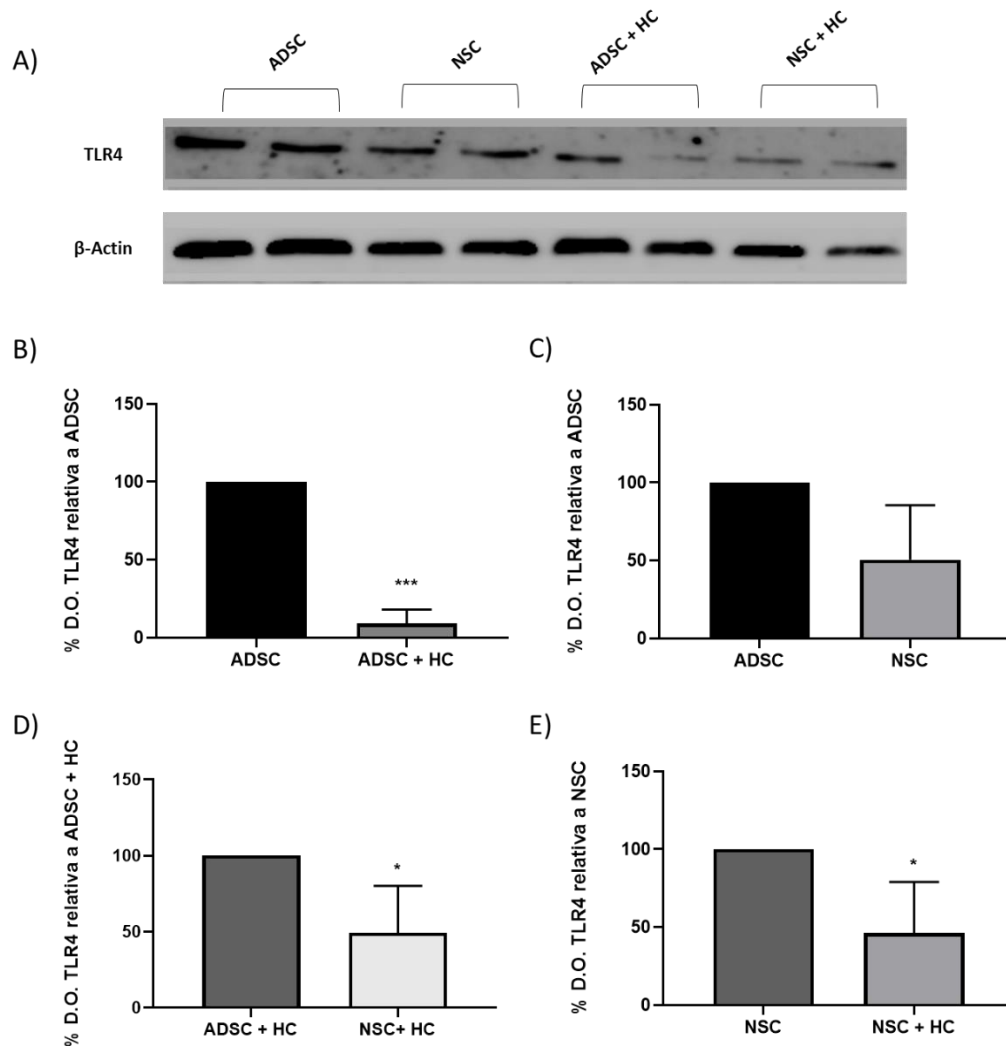 A)
ADSC
NSC
ADSC + HC
NSC + HC
TLR4
β-Actin
B)
% D.O. TLR4 relativa a ADSC
150
100
50
0
***
ADSC
ADSC + HC
C)
% D.O. TLR4 relativa a ADSC
150
100
50
0
ADSC
NSC
D)
% D.O. TLR4 relativa a ADSC + HC
150
100
50
0
*
ADSC + HC
NSC+ HC
E)
% D.O. TLR4 relativa a NSC
150
100
50
0
*
NSC
NSC + HC